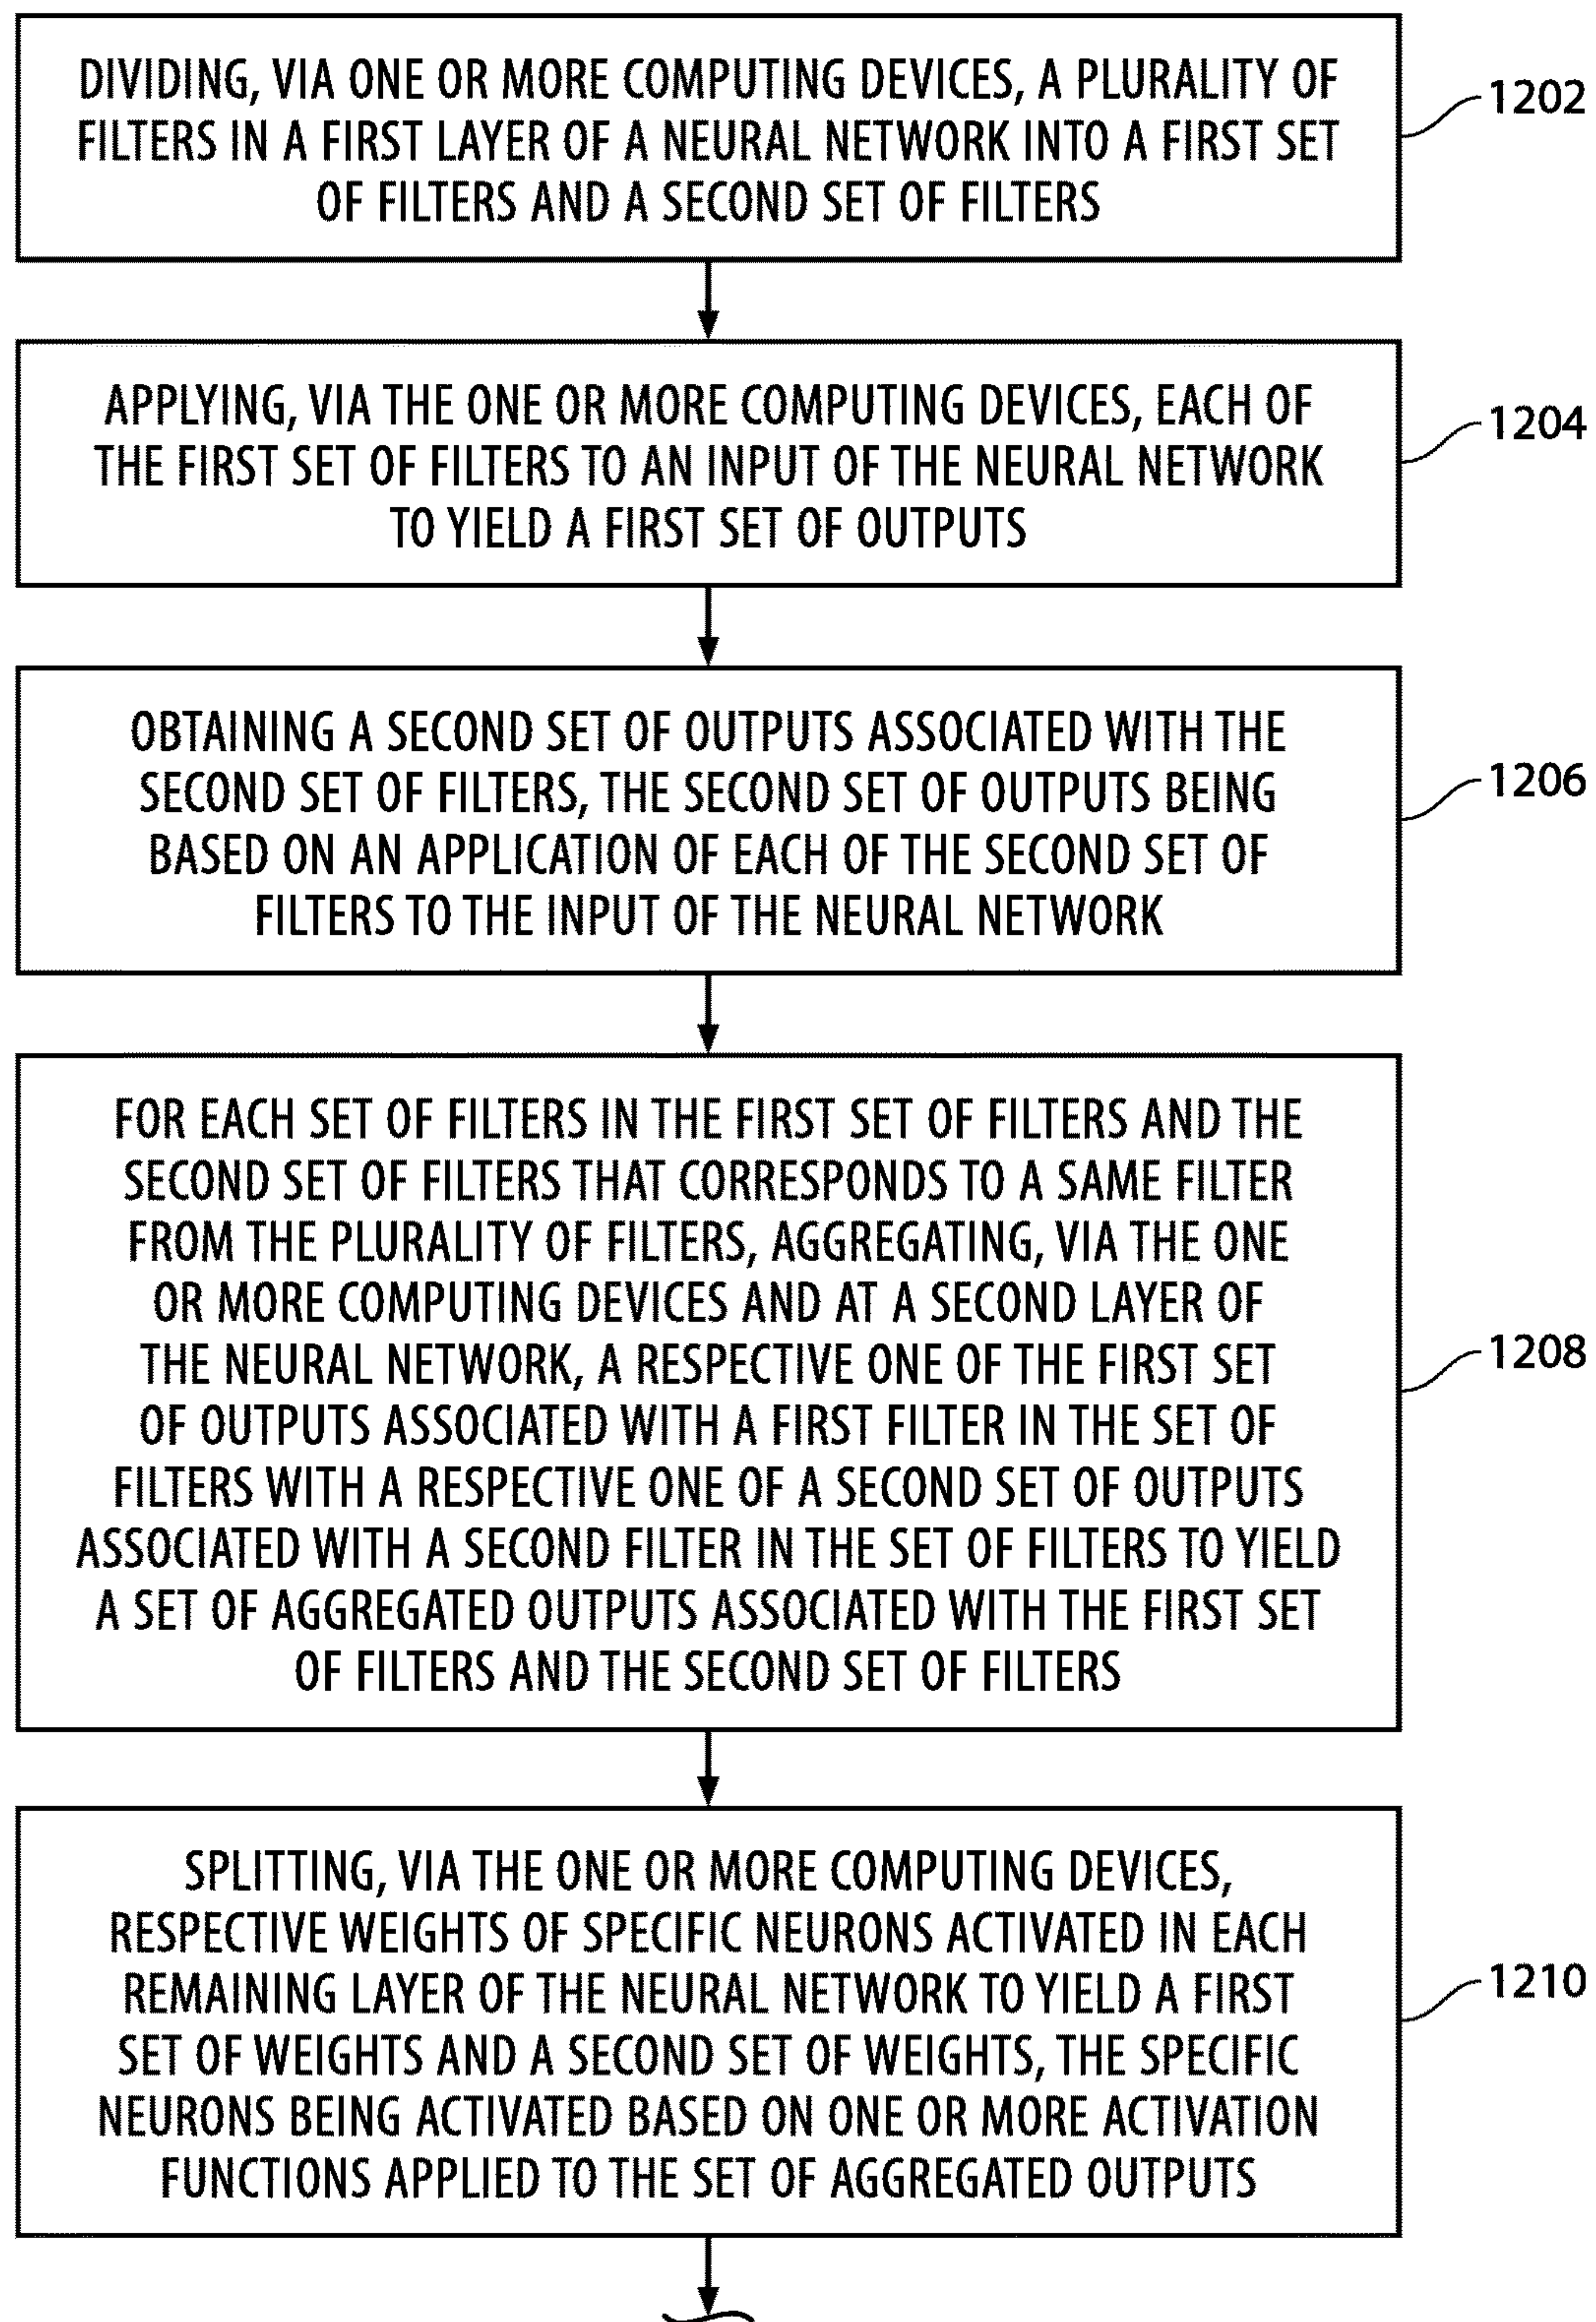 DIVIDING, VIA ONE OR MORE COMPUTING DEVICES, A PLURALITY OF
FILTERS IN A FIRST LAYER OF A NEURAL NETWORK INTO A FIRST SET
OF FILTERS AND A SECOND SET OF FILTERS
1202
APPLYING, VIA THE ONE OR MORE COMPUTING DEVICES, EACH OF
THE FIRST SET OF FILTERS TO AN INPUT OF THE NEURAL NETWORK
TO YIELD A FIRST SET OF OUTPUTS
1204
OBTAINING A SECOND SET OF OUTPUTS ASSOCIATED WITH THE
SECOND SET OF FILTERS, THE SECOND SET OF OUTPUTS BEING
BASED ON AN APPLICATION OF EACH OF THE SECOND SET OF
FILTERS TO THE INPUT OF THE NEURAL NETWORK
1206
FOR EACH SET OF FILTERS IN THE FIRST SET OF FILTERS AND THE
SECOND SET OF FILTERS THAT CORRESPONDS TO A SAME FILTER
FROM THE PLURALITY OF FILTERS, AGGREGATING, VIA THE ONE
OR MORE COMPUTING DEVICES AND AT A SECOND LAYER OF
THE NEURAL NETWORK, A RESPECTIVE ONE OF THE FIRST SET
OF OUTPUTS ASSOCIATED WITH A FIRST FILTER IN THE SET OF
FILTERS WITH A RESPECTIVE ONE OF A SECOND SET OF OUTPUTS
ASSOCIATED WITH A SECOND FILTER IN THE SET OF FILTERS TO YIELD
A SET OF AGGREGATED OUTPUTS ASSOCIATED WITH THE FIRST SET
OF FILTERS AND THE SECOND SET OF FILTERS
1208
SPLITTING, VIA THE ONE OR MORE COMPUTING DEVICES,
RESPECTIVE WEIGHTS OF SPECIFIC NEURONS ACTIVATED IN EACH
REMAINING LAYER OF THE NEURAL NETWORK TO YIELD A FIRST
SET OF WEIGHTS AND A SECOND SET OF WEIGHTS, THE SPECIFIC
NEURONS BEING ACTIVATED BASED ON ONE OR MORE ACTIVATION
FUNCTIONS APPLIED TO THE SET OF AGGREGATED OUTPUTS
1210